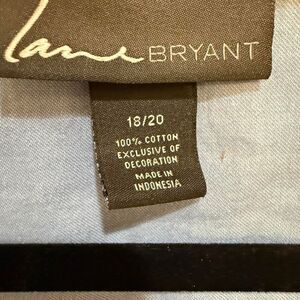 Lane BRYANT
18/20
100% COTTON
EXCLUSIVE OF
DECORATION
MADE IN
INDONESIA